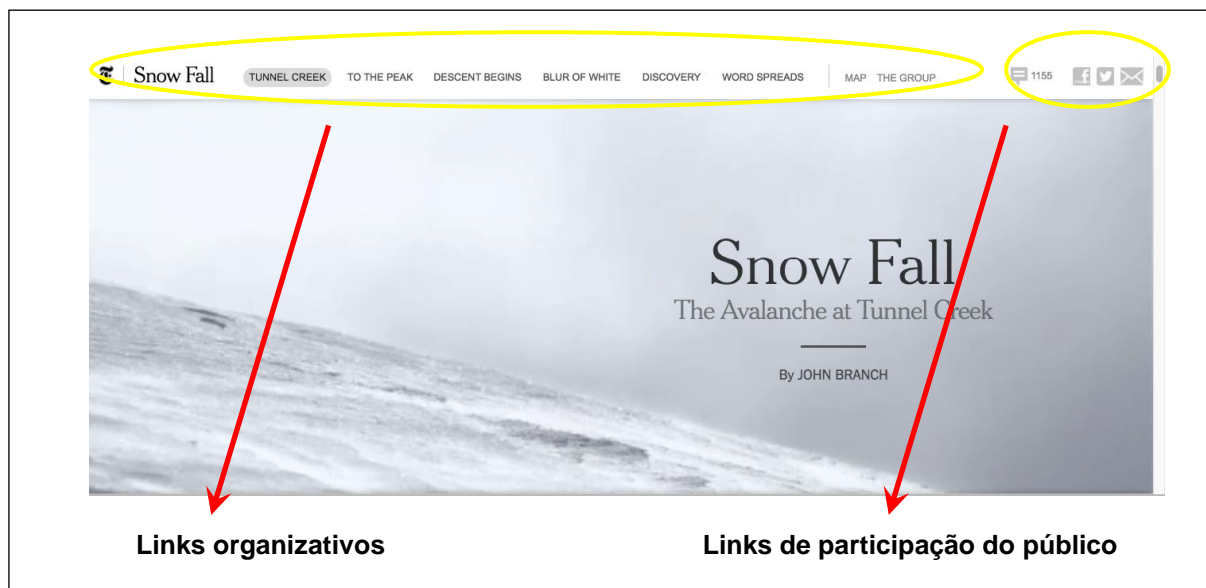 Snow Fall TUNNEL CREEK TO THE PEAK DESCENT BEGINS BLUR OF WHITE DISCOVERY WORD SPREADS MAP THE GROUP 1155
Snow Fall
The Avalanche at Tunnel Creek
By JOHN BRANCH
Links organizativos Links de participação do público